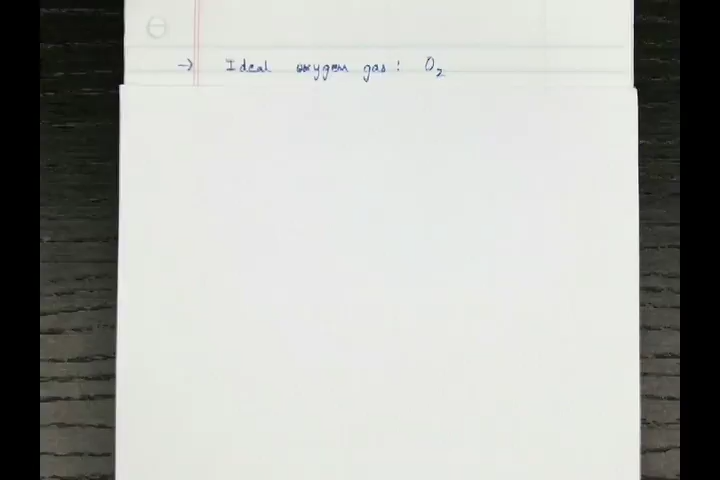 → Ideal oxygen gas : O₂